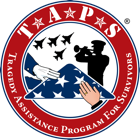 T★A★P★S
®
TRAGEDY ASSISTANCE PROGRAM FOR SURVIVORS